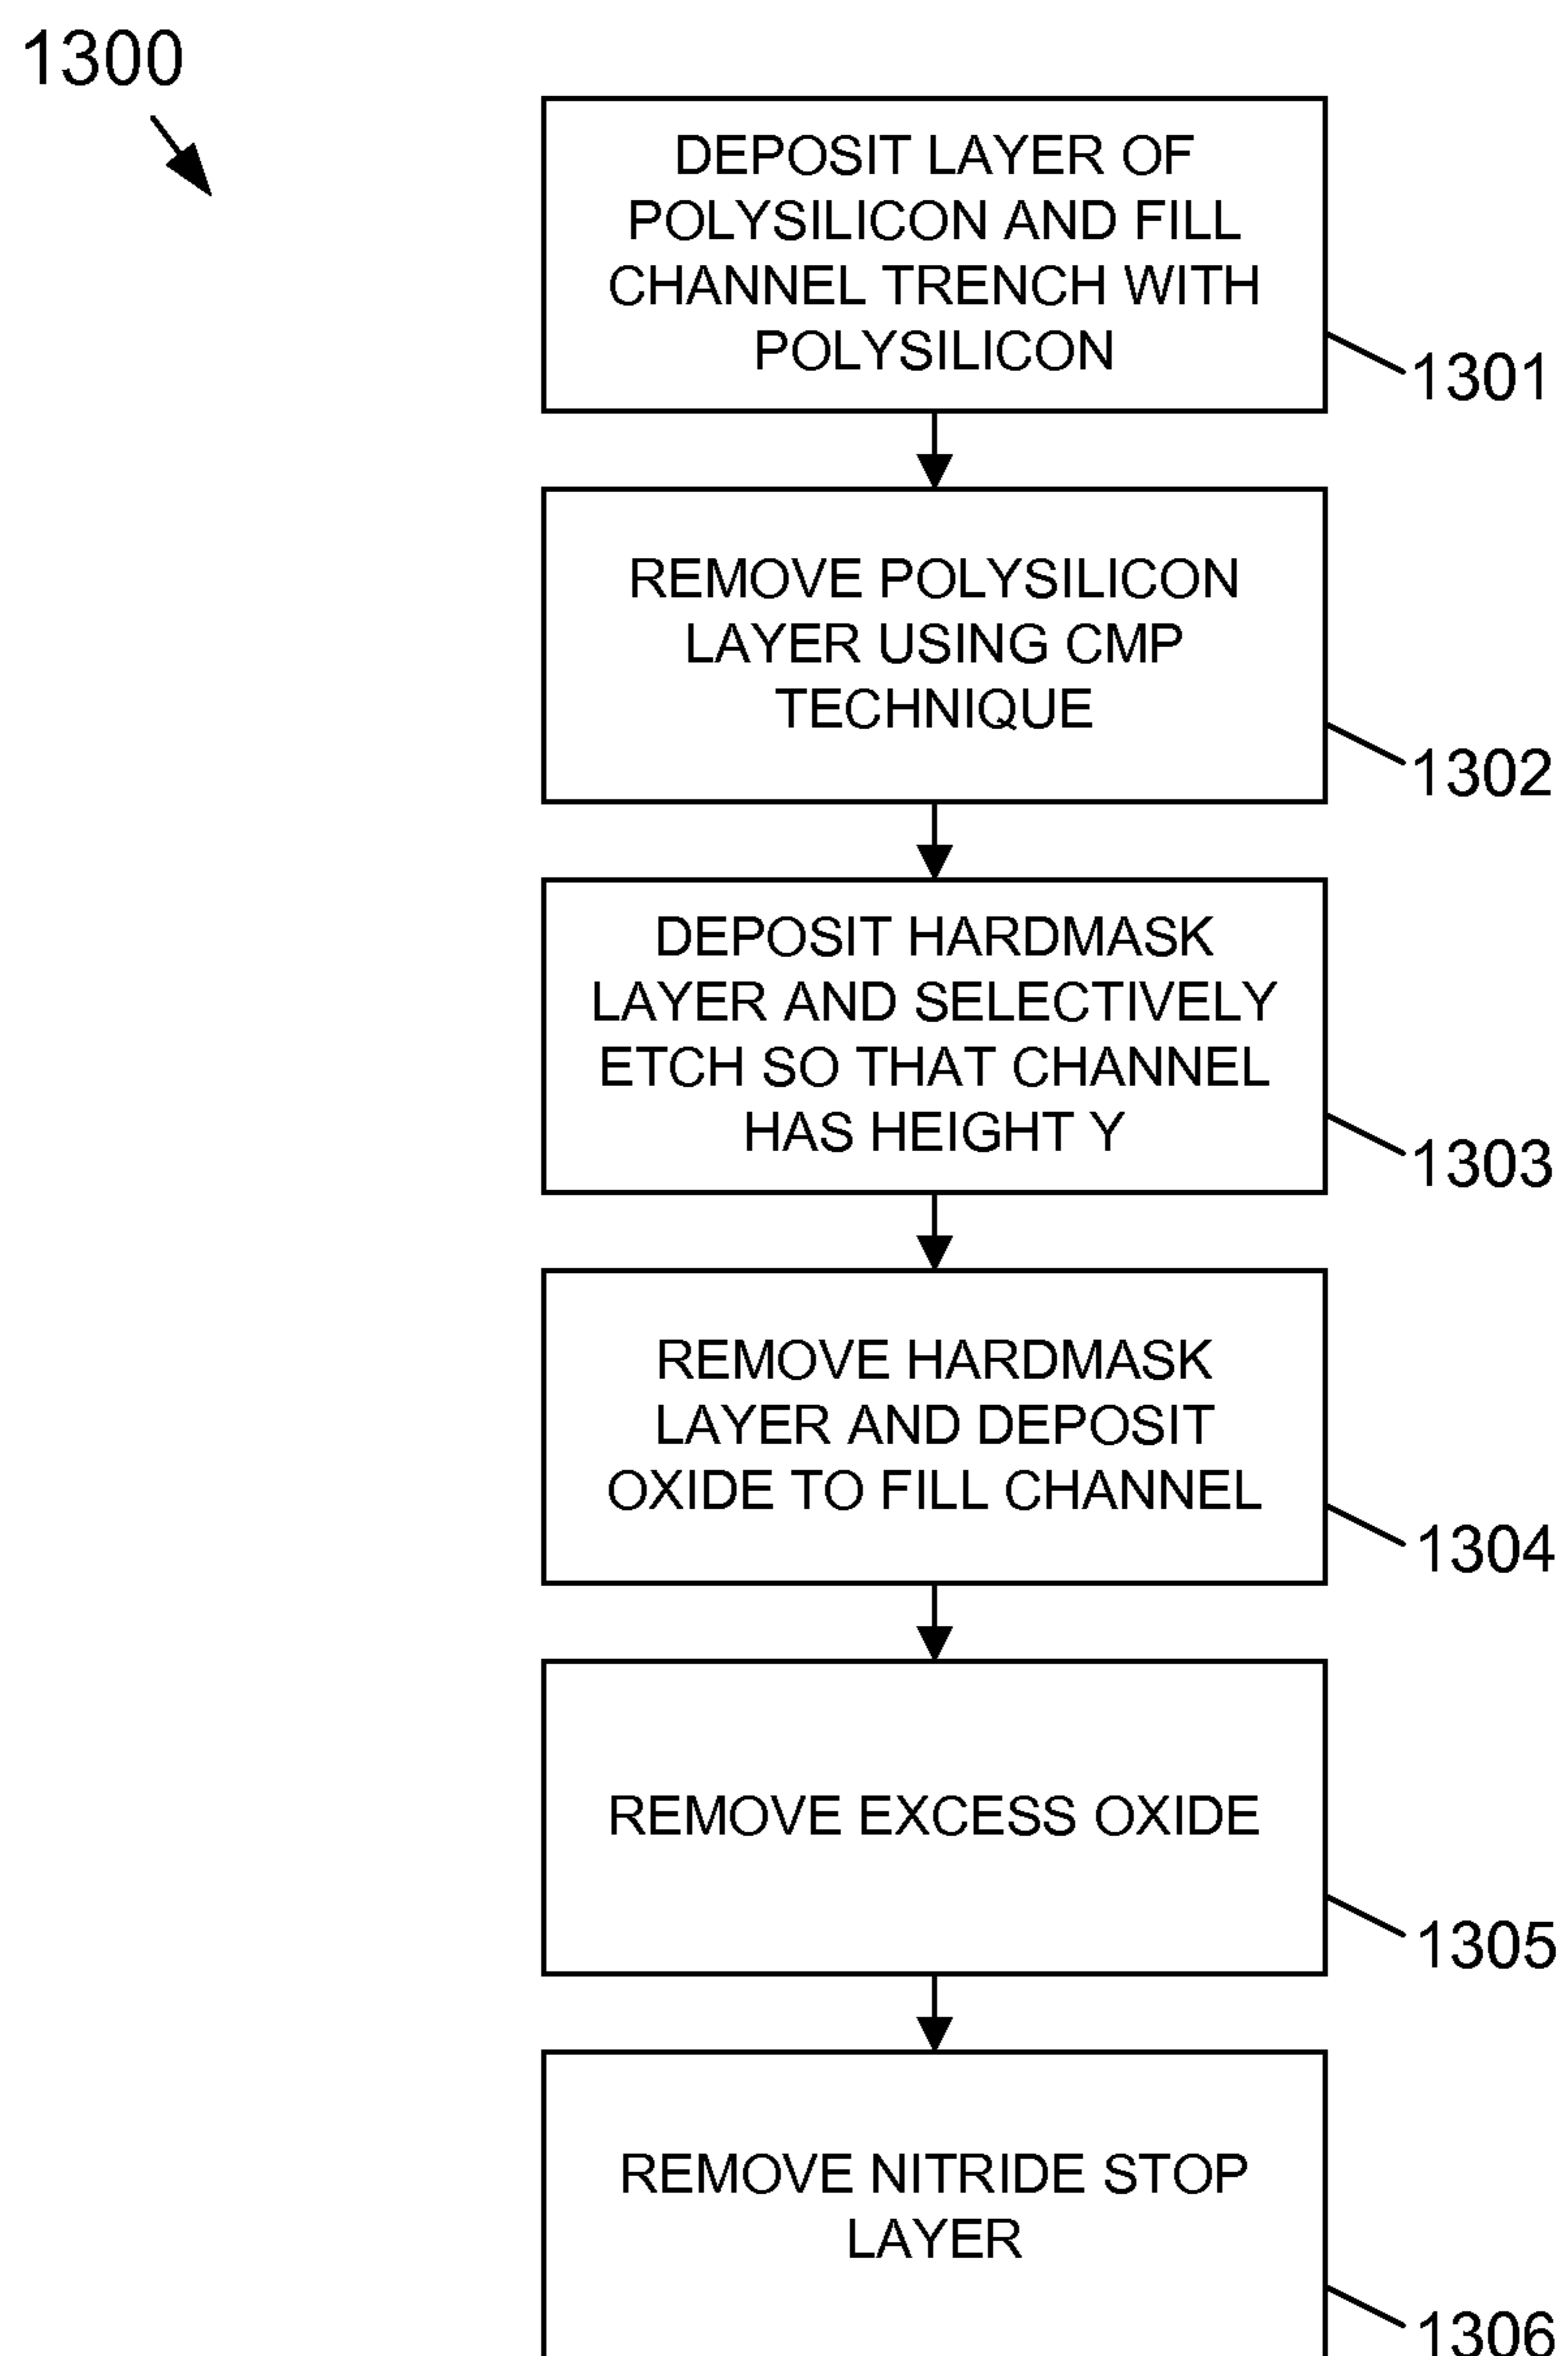 1300
DEPOSIT LAYER OF
POLYSILICON AND FILL
CHANNEL TRENCH WITH
POLYSILICON
1301
REMOVE POLYSILICON
LAYER USING CMP
TECHNIQUE
1302
DEPOSIT HARDMASK
LAYER AND SELECTIVELY
ETCH SO THAT CHANNEL
HAS HEIGHT Y
1303
REMOVE HARDMASK
LAYER AND DEPOSIT
OXIDE TO FILL CHANNEL
1304
REMOVE EXCESS OXIDE
1305
REMOVE NITRIDE STOP
LAYER
1306